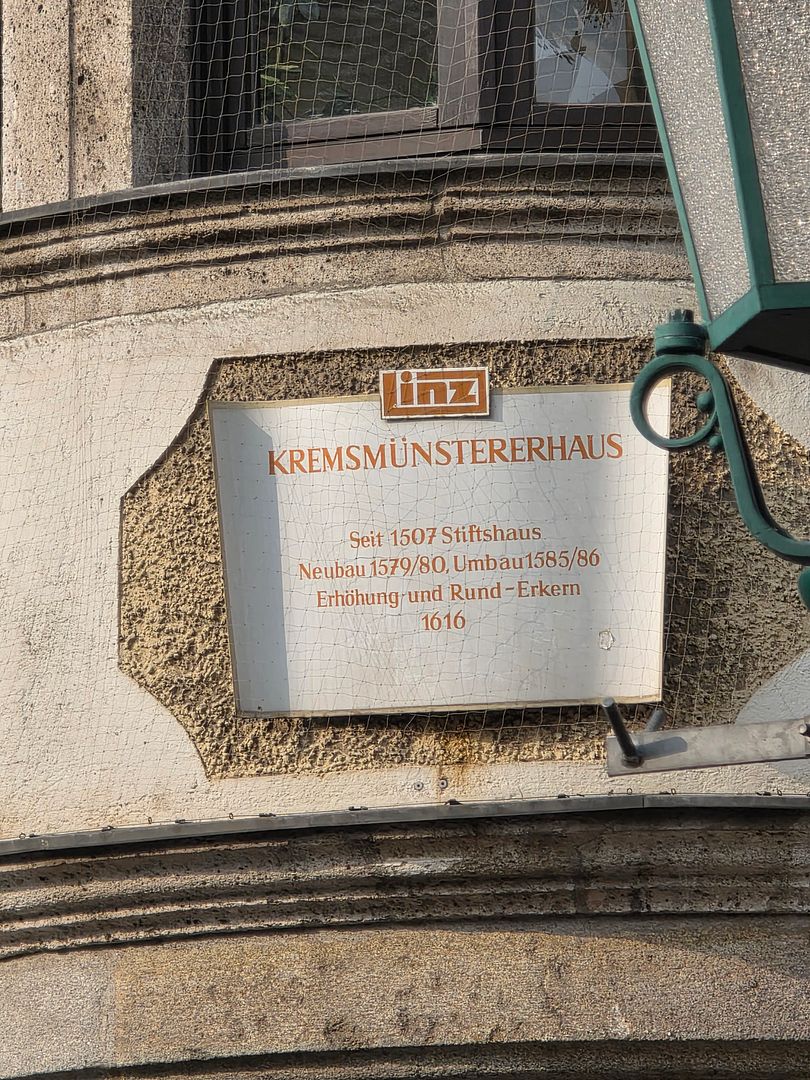 Linz
KREMSMÜNSTERERHAUS
Seit 1507 Stiftshaus
Neubau 1579/80, Umbau 1585/86
Erhöhung und Rund-Erkern
1616